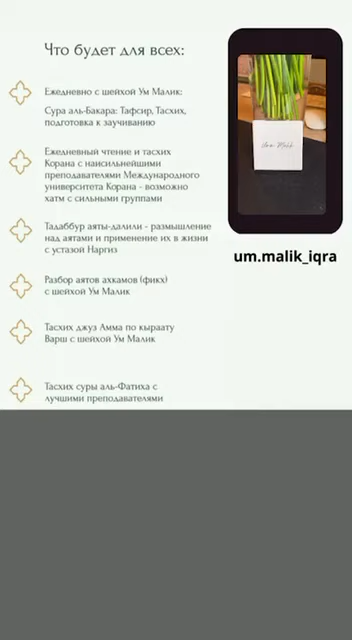 Что будет для всех:
Ежедневно с шейхой Ум Малик:
Сура аль-Бакара: Тафсир, Тасхих,
подготовка к заучиванию
Ежедневный чтение и тасхих
Корана с наисильнейшими
преподавателями Международного
университета Корана - возможно
хатм с сильными группами
Тадаббур аяты-далили - размышление
над аятами и применение их в жизни
с устазой Наргиз
Разбор аятов ахкамов (фикх)
с шейхой Ум Малик
Тасхих джуз Амма по кыраату
Варш с шейхой Ум Малик
Тасхих суры аль-Фатиха с
лучшими преподавателями
Um Malik
um.malik_iqra